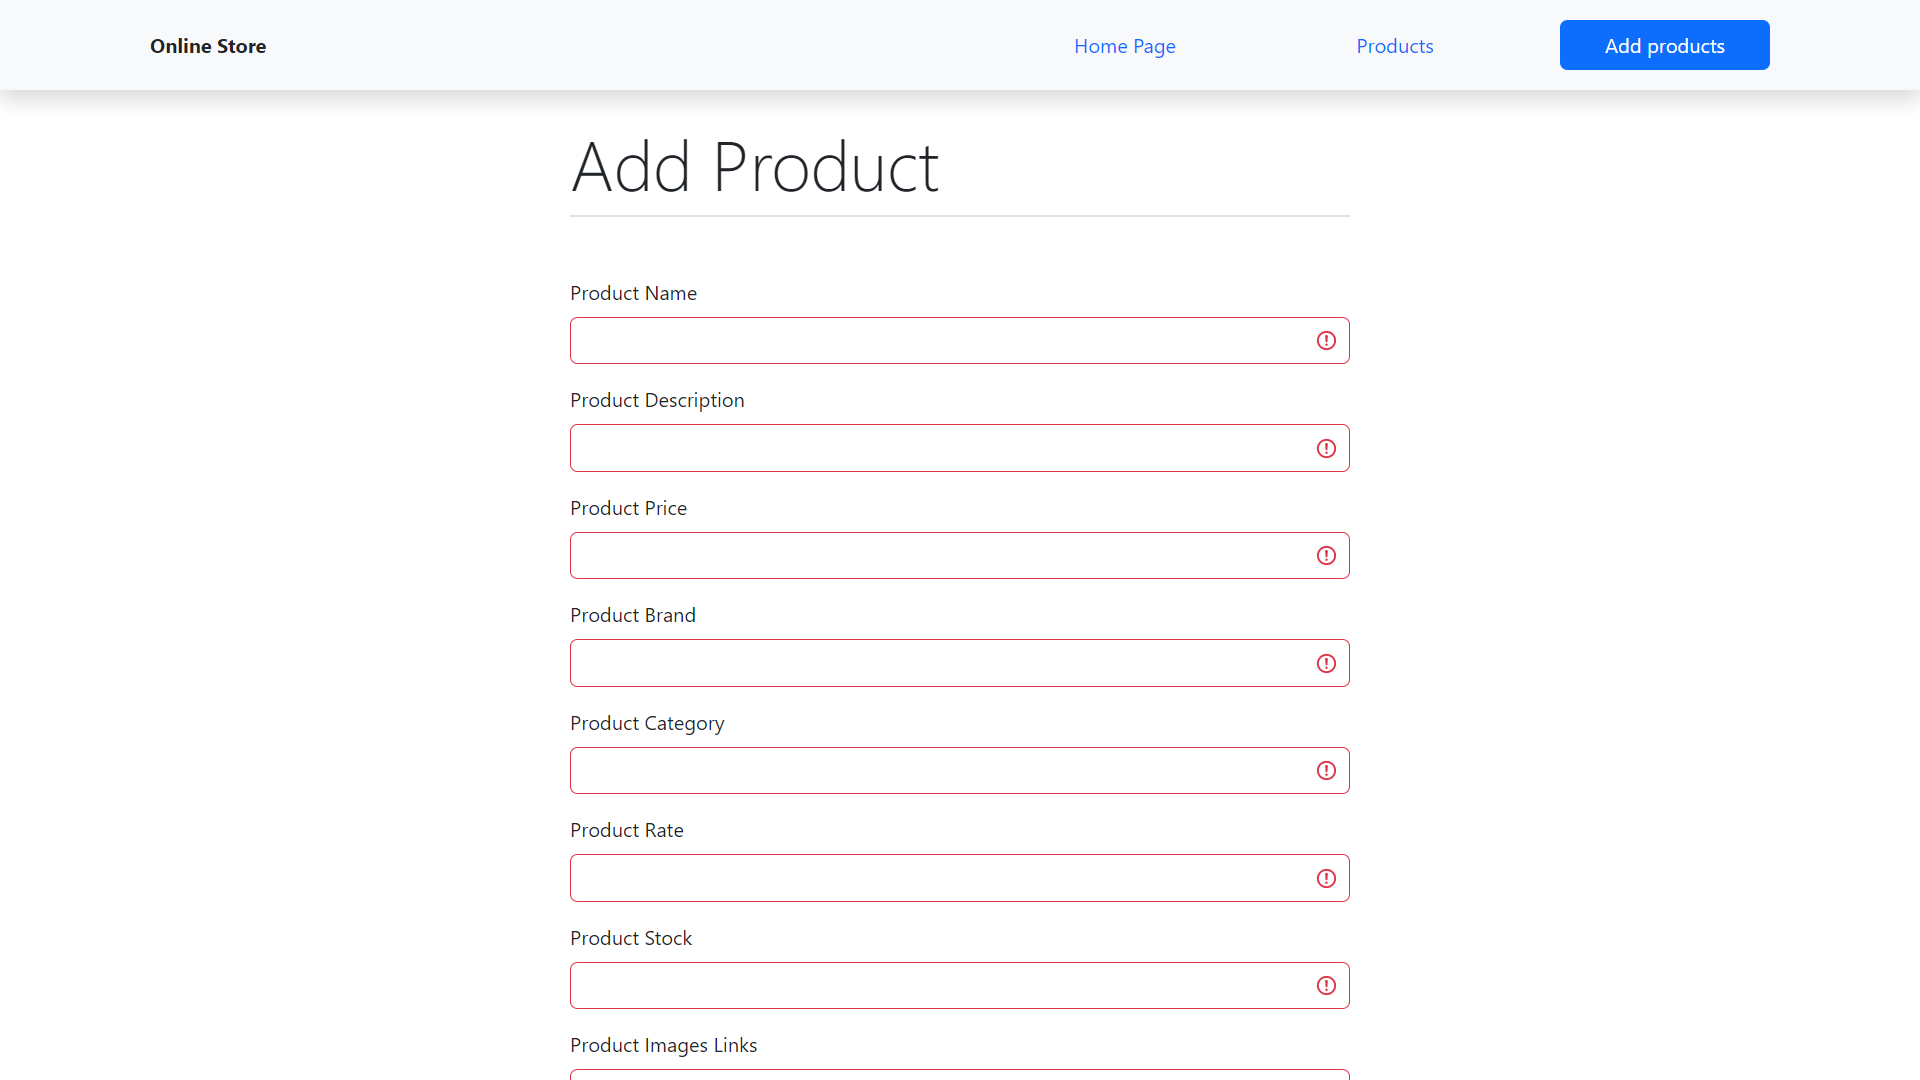 Online Store
Home Page
Products
Add products
Add Product
Product Name
Product Description
Product Price
Product Brand
Product Category
Product Rate
Product Stock
Product Images Links